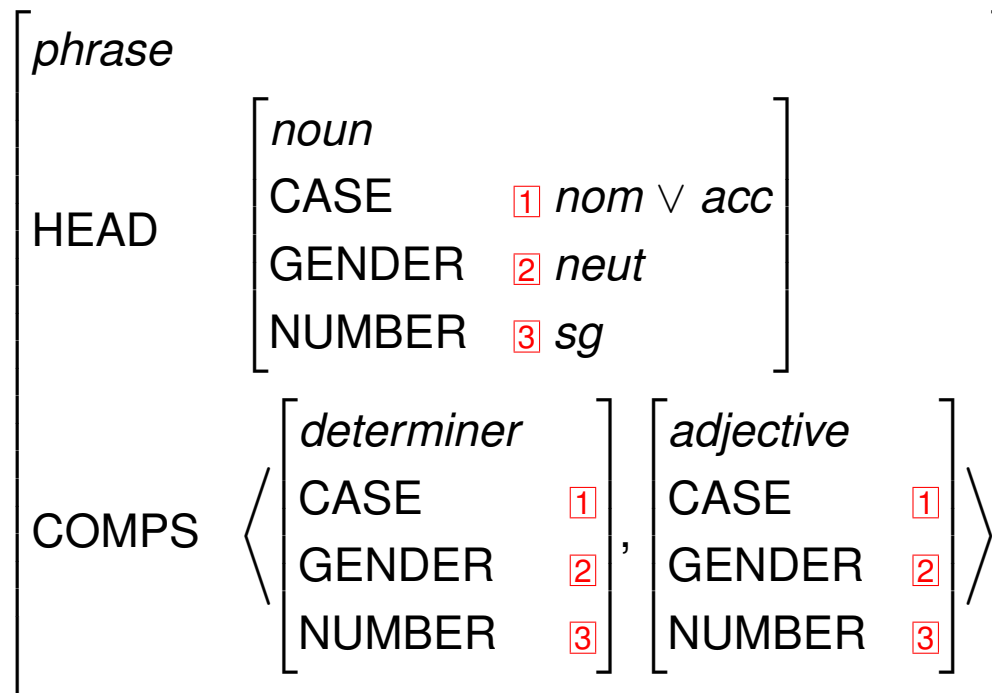 phrase
noun
CASE 1 nom ∨ acc
HEAD
GENDER 2 neut
NUMBER 3 sg
determiner adjective
CASE 1 CASE 1
COMPS ⟨ , ⟩
GENDER 2 GENDER 2
NUMBER 3 NUMBER 3